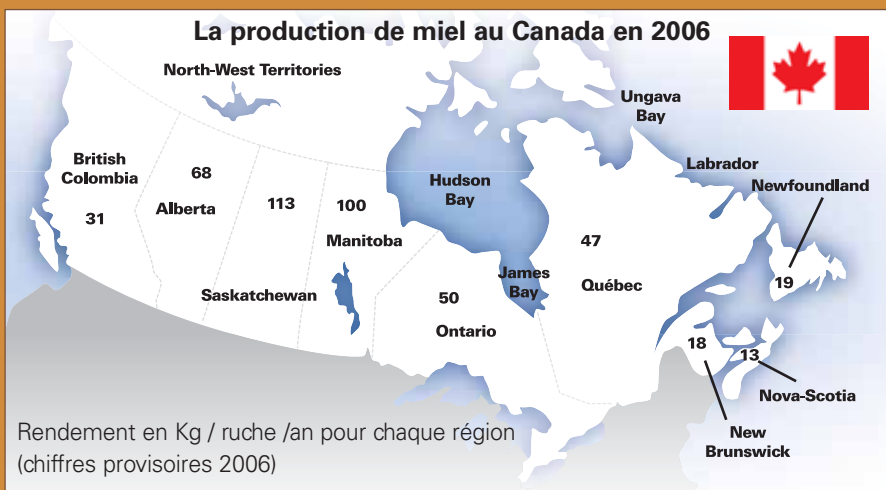 La production de miel au Canada en 2006
North-West Territories
Ungava
Bay
British
Colombia
31
68
Alberta
113
Saskatchewan
100
Manitoba
Hudson
Bay
James
Bay
50
Ontario
47
Québec
Labrador
Newfoundland
19
18
13
Nova-Scotia
New
Brunswick
Rendement en Kg / ruche /an pour chaque région
(chiffres provisoires 2006)